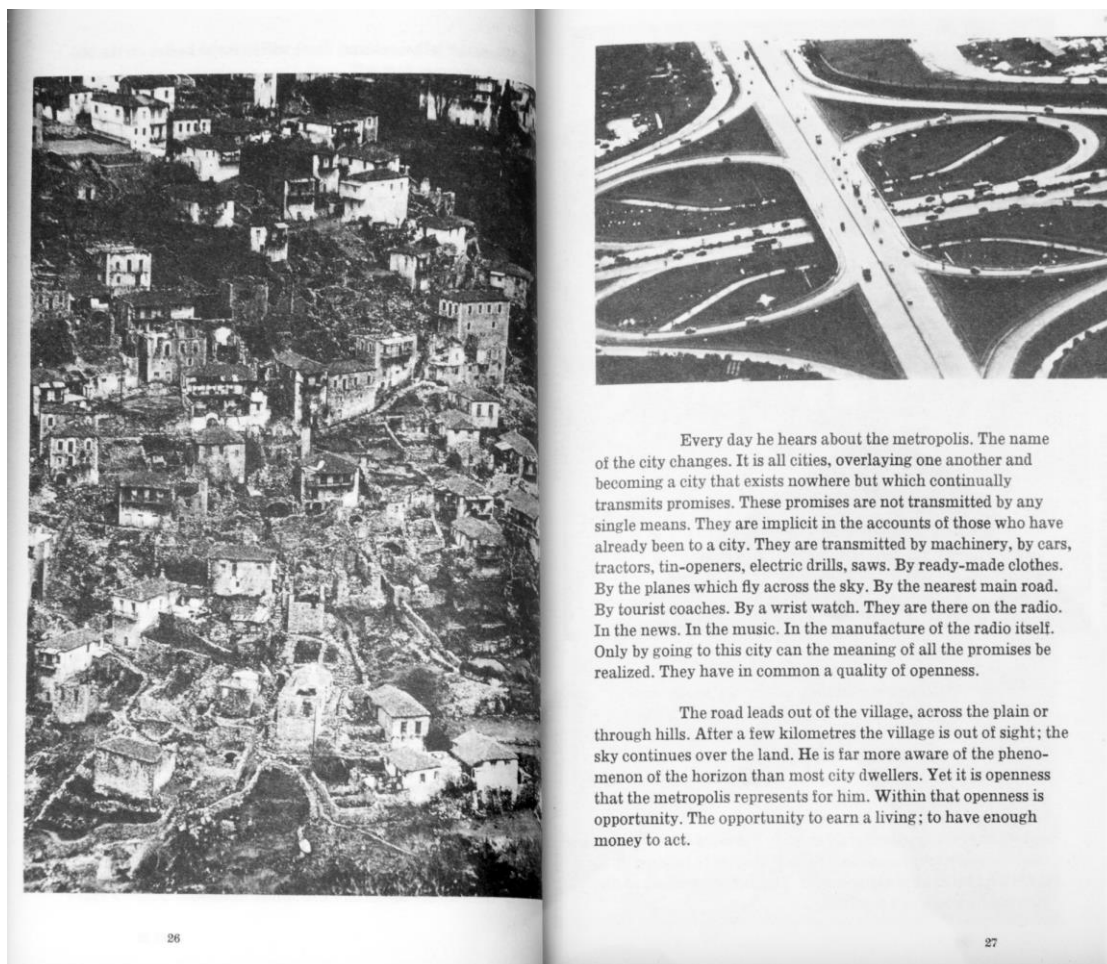 Every day he hears about the metropolis. The name
of the city changes. It is all cities, overlaying one another and
becoming a city that exists nowhere but which continually
transmits promises. These promises are not transmitted by any
single means. They are implicit in the accounts of those who have
already been to a city. They are transmitted by machinery, by cars,
tractors, tin-openers, electric drills, saws. By ready-made clothes.
By the planes which fly across the sky. By the nearest main road.
By tourist coaches. By a wrist watch. They are there on the radio.
In the news. In the music. In the manufacture of the radio itself.
Only by going to this city can the meaning of all the promises be
realized. They have in common a quality of openness.
The road leads out of the village, across the plain or
through hills. After a few kilometres the village is out of sight; the
sky continues over the land. He is far more aware of the pheno-
menon of the horizon than most city dwellers. Yet it is openness
that the metropolis represents for him. Within that openness is
opportunity. The opportunity to earn a living; to have enough
money to act.
26
27